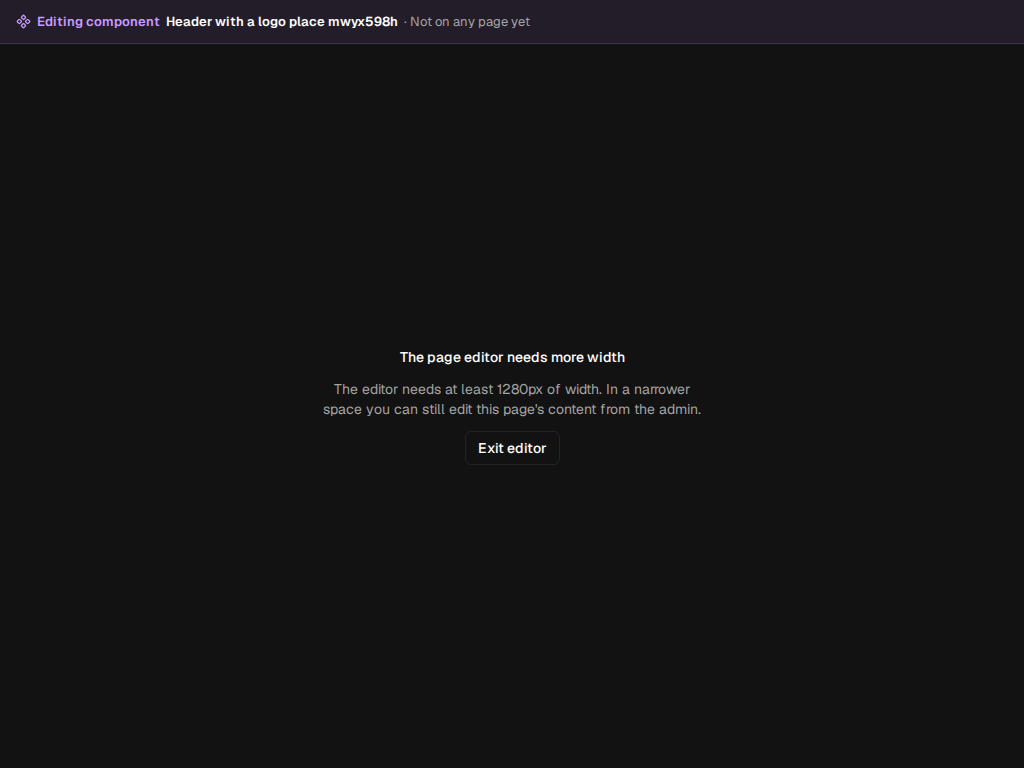 Editing component Header with a logo place mwyx598h · Not on any page yet
The page editor needs more width
The editor needs at least 1280px of width. In a narrower
space you can still edit this page's content from the admin.
Exit editor